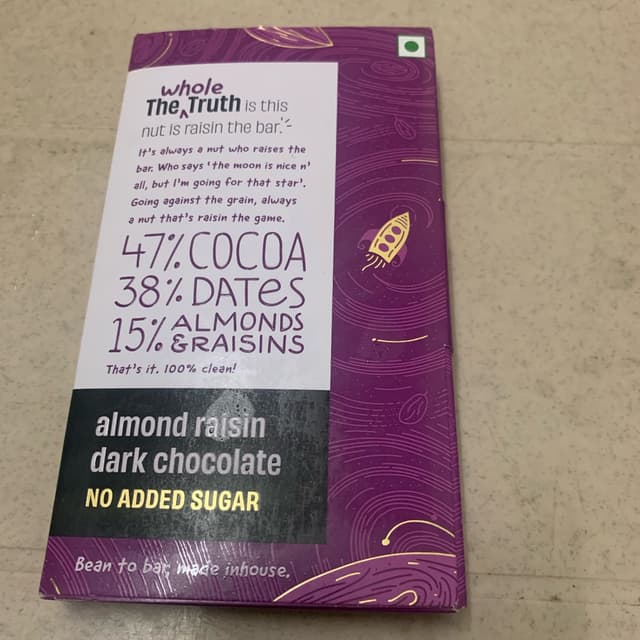 whole
The Truth is this
nut is raisin the bar.
It's always a nut who raises the
bar. Who says 'the moon is nice n'
all, but I'm going for that star'.
Going against the grain, always
a nut that's raisin the game.
47% COCOA
38% DATES
15% ALMONDS
& RAISINS
That's it. 100% clean!
almond raisin
dark chocolate
NO ADDED SUGAR
Bean to bar, made inhouse.